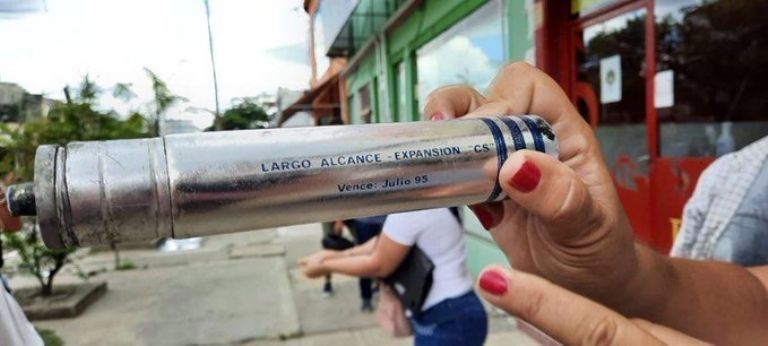 LARGO ALCANCE - EXPANSION "CS"
Vence: Julio 95